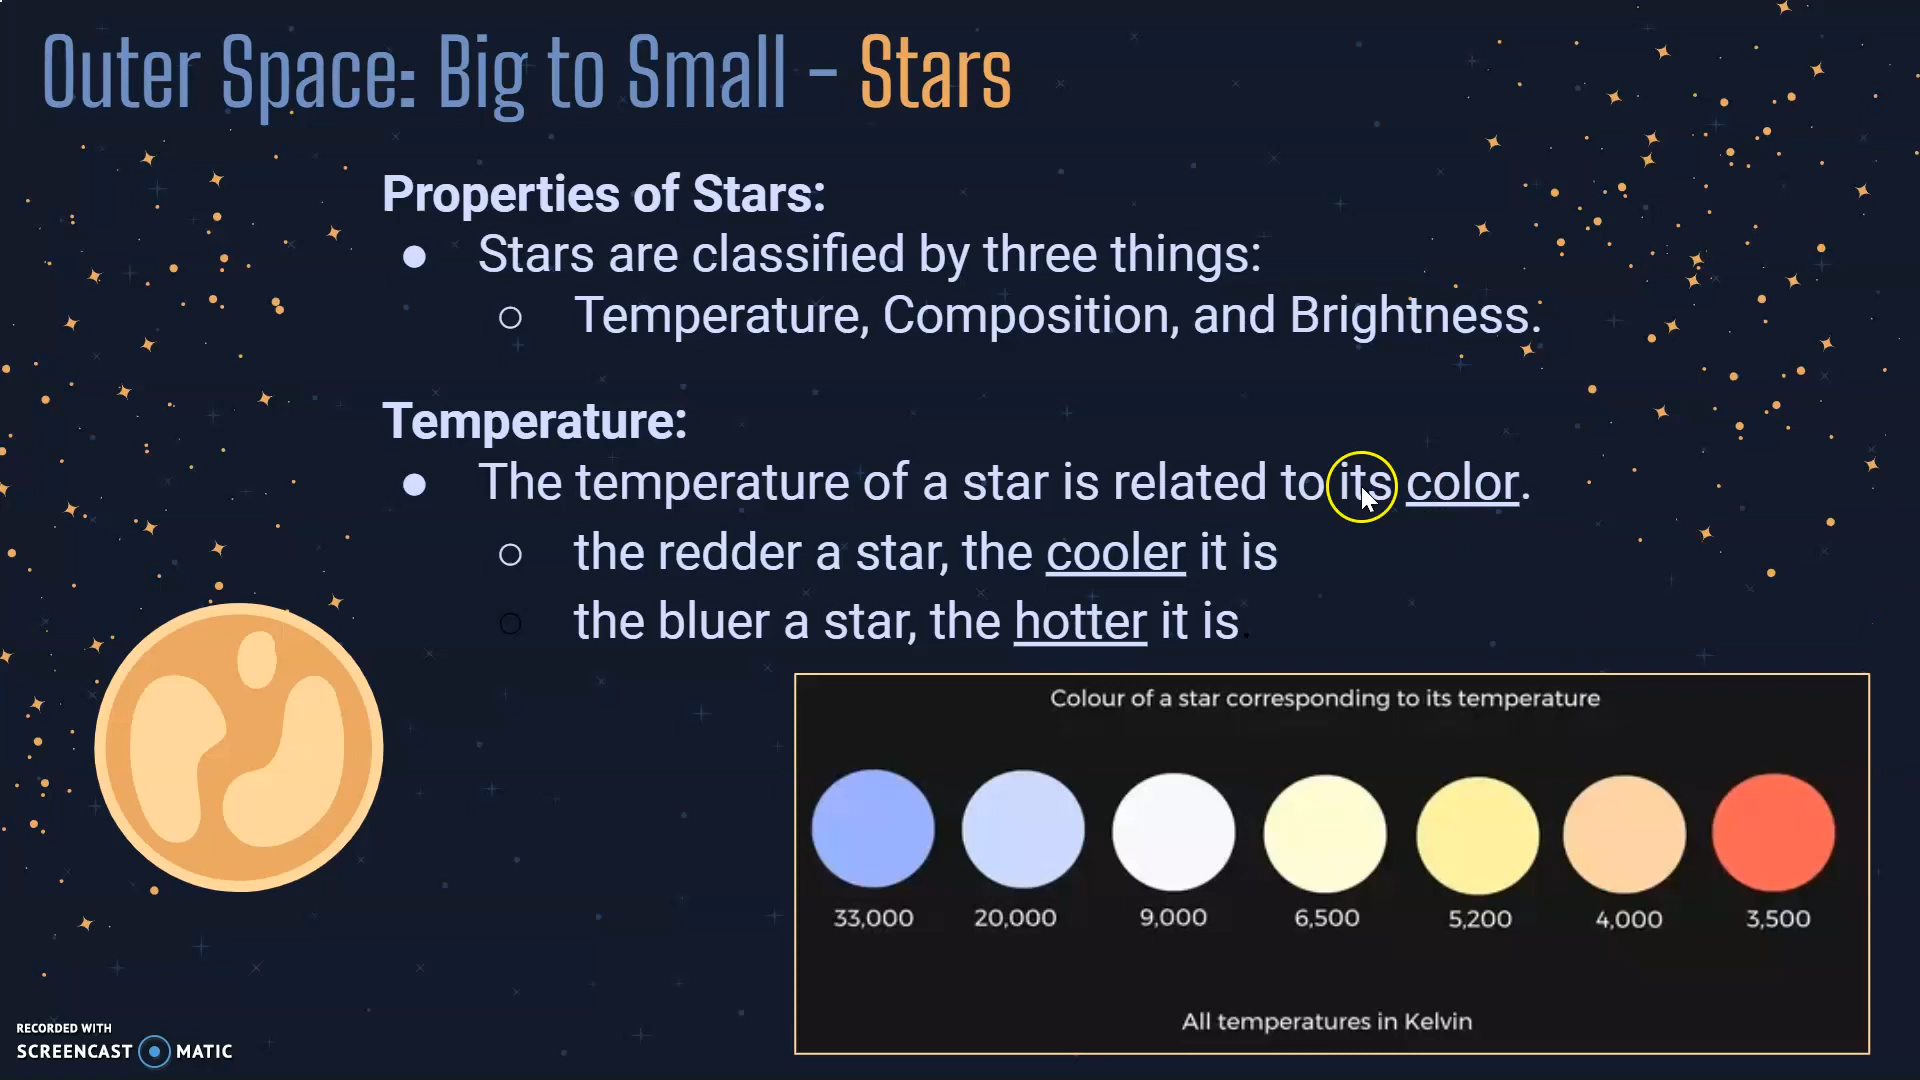 Outer Space: Big to Small - Stars
Properties of Stars:
● Stars are classified by three things:
○ Temperature, Composition, and Brightness.
Temperature:
● The temperature of a star is related to its color.
○ the redder a star, the cooler it is
○ the bluer a star, the hotter it is.
Colour of a star corresponding to its temperature
33,000 20,000 9,000 6,500 5,200 4,000 3,500
All temperatures in Kelvin
RECORDED WITH
SCREENCAST MATIC